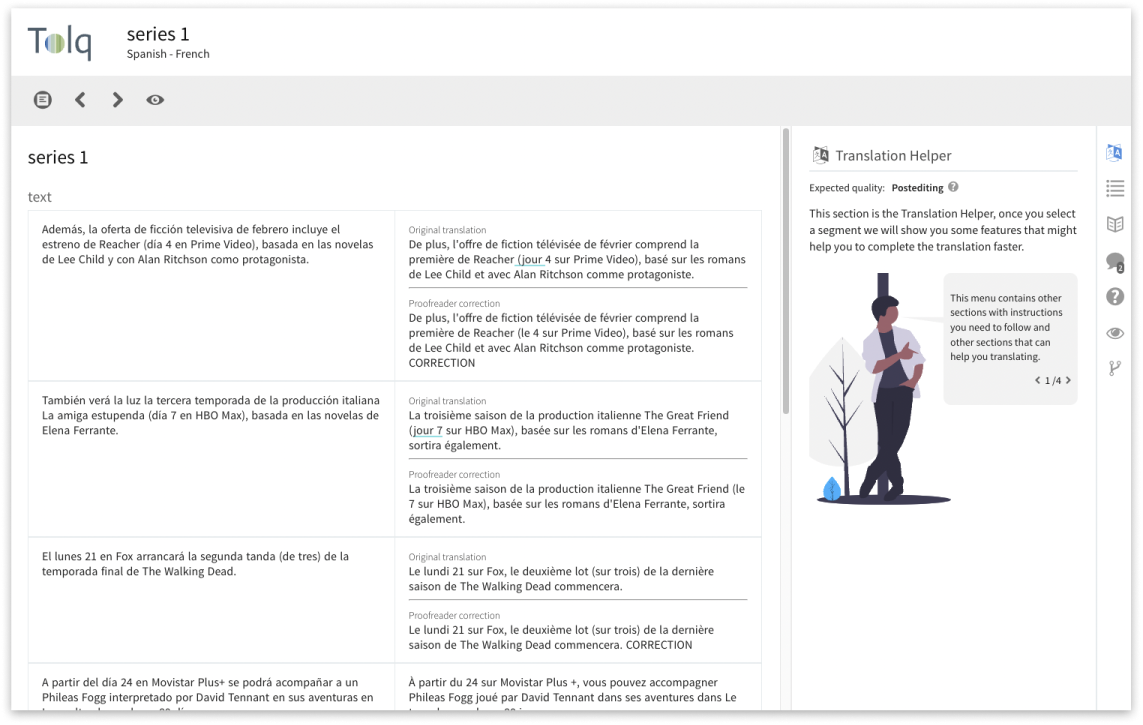 Tolq
series 1
Spanish - French
series 1
text
Además, la oferta de ficción televisiva de febrero incluye el
estreno de Reacher (día 4 en Prime Video), basada en las novelas
de Lee Child y con Alan Ritchson como protagonista.
Original translation
De plus, l'offre de fiction télévisée de février comprend la
première de Reacher (jour 4 sur Prime Video), basé sur les romans
de Lee Child et avec Alan Ritchson comme protagoniste.
Proofreader correction
De plus, l'offre de fiction télévisée de février comprend la
première de Reacher (le 4 sur Prime Video), basé sur les romans
de Lee Child et avec Alan Ritchson comme protagoniste.
CORRECTION
También verá la luz la tercera temporada de la producción italiana
La amiga estupenda (día 7 en HBO Max), basada en las novelas de
Elena Ferrante.
Original translation
La troisième saison de la production italienne The Great Friend
(jour 7 sur HBO Max), basée sur les romans d'Elena Ferrante,
sortira également.
Proofreader correction
La troisième saison de la production italienne The Great Friend (le
7 sur HBO Max), basée sur les romans d'Elena Ferrante, sortira
également.
El lunes 21 en Fox arrancará la segunda tanda (de tres) de la
temporada final de The Walking Dead.
Original translation
Le lundi 21 sur Fox, le deuxième lot (sur trois) de la dernière
saison de The Walking Dead commencera.
Proofreader correction
Le lundi 21 sur Fox, le deuxième lot (sur trois) de la dernière
saison de The Walking Dead commencera. CORRECTION
A partir del día 24 en Movistar Plus+ se podrá acompañar a un
Phileas Fogg interpretado por David Tennant en sus aventuras en
À partir du 24 sur Movistar Plus +, vous pouvez accompagner
Phileas Fogg joué par David Tennant dans ses aventures dans Le
Translation Helper
Expected quality: Postediting ?
This section is the Translation Helper, once you select
a segment we will show you some features that might
help you to complete the translation faster.
This menu contains other
sections with instructions
you need to follow and
other sections that can
help you translating.
1 /4
2
?